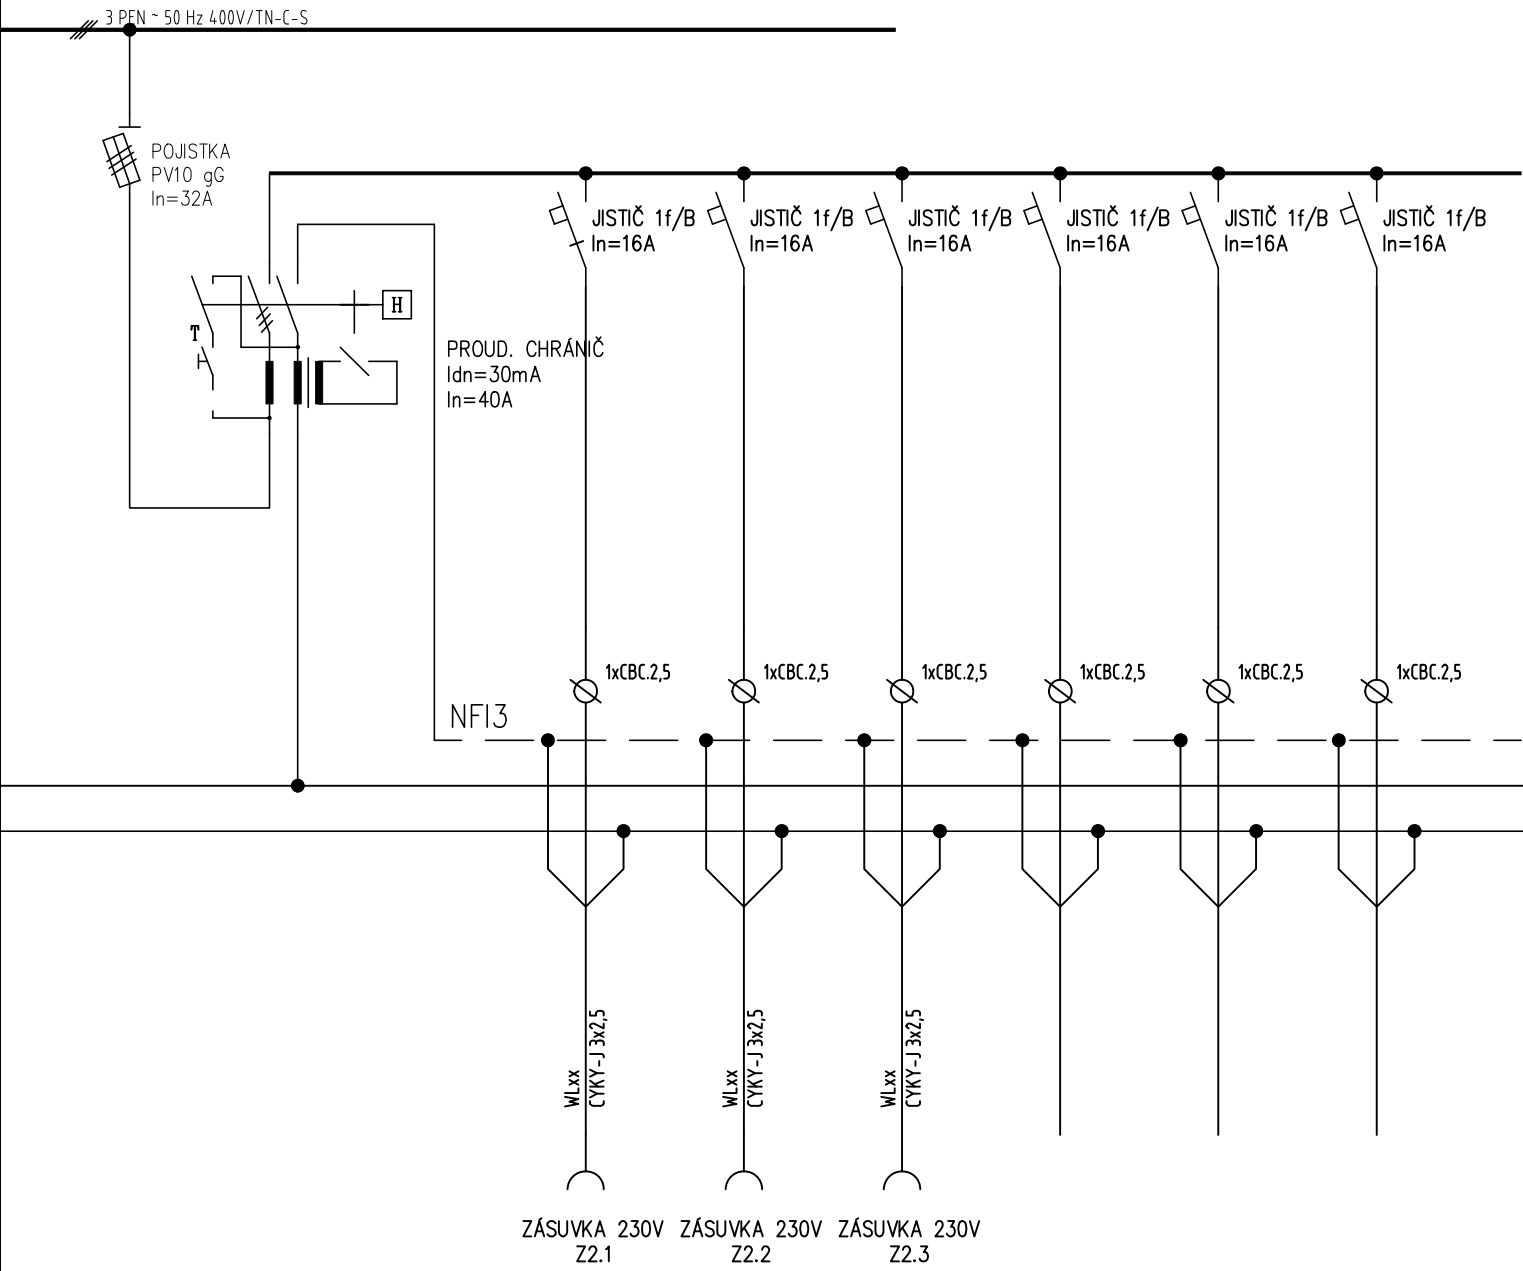 3 PEN ~ 50 Hz 400V/TN-C-S
POJISTKA
PV10 gG
In=32A
JISTIČ 1f/B
In=16A
JISTIČ 1f/B
In=16A
JISTIČ 1f/B
In=16A
JISTIČ 1f/B
In=16A
JISTIČ 1f/B
In=16A
JISTIČ 1f/B
In=16A
H
T
PROUD. CHRÁNIČ
Idn=30mA
In=40A
1xCBC.2,5
1xCBC.2,5
1xCBC.2,5
1xCBC.2,5
1xCBC.2,5
1xCBC.2,5
NFI3
WLxx
CYKY-J 3x2,5
WLxx
CYKY-J 3x2,5
WLxx
CYKY-J 3x2,5
ZÁSUVKA 230V
Z2.1
ZÁSUVKA 230V
Z2.2
ZÁSUVKA 230V
Z2.3